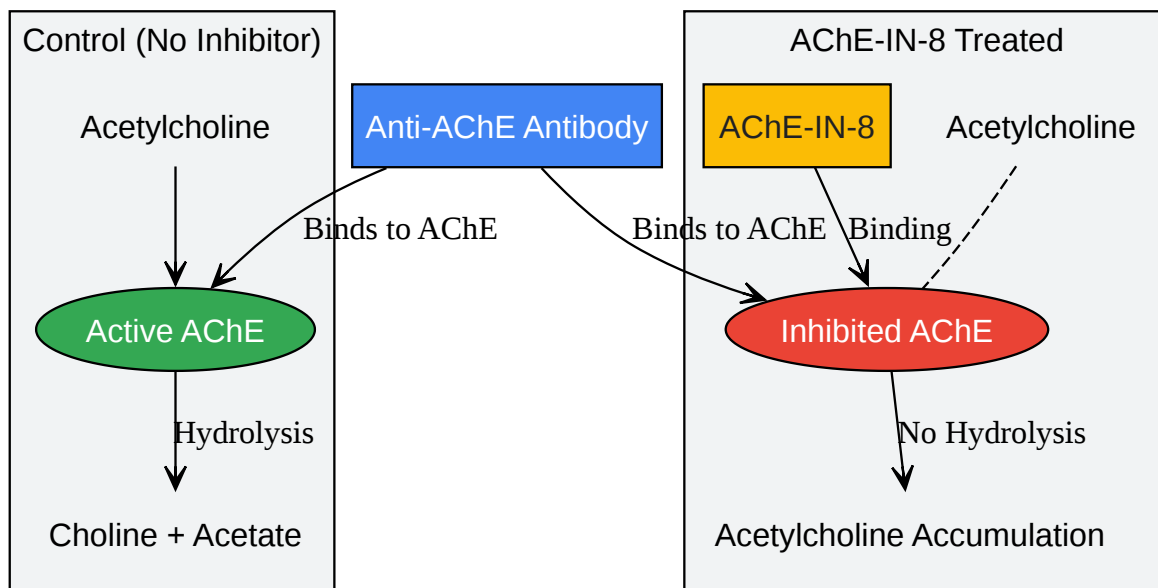 Control (No Inhibitor)
AChE-IN-8 Treated
Acetylcholine
Anti-AChE Antibody
AChE-IN-8
Acetylcholine
Binds to AChE
Binds to AChE
Binding
Active AChE
Inhibited AChE
Hydrolysis
No Hydrolysis
Choline + Acetate
Acetylcholine Accumulation